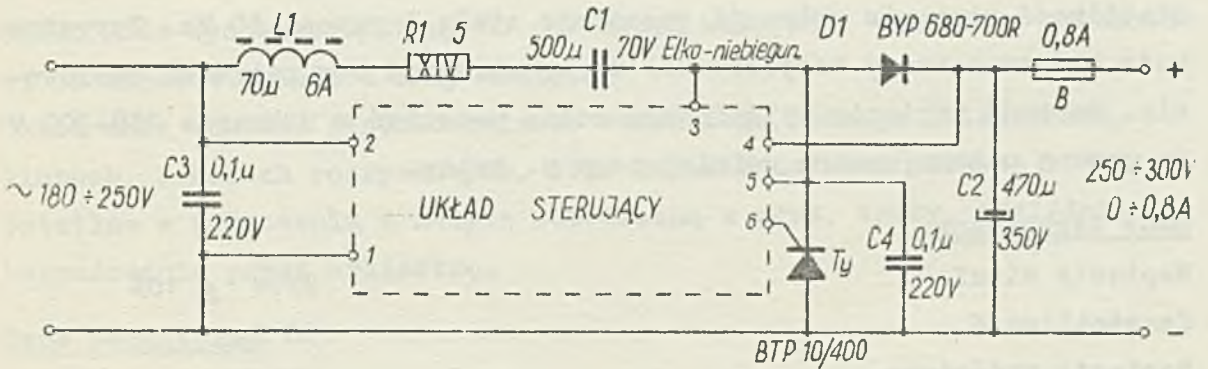 L1
70µ 6A
R1 5
XIV
C1
500µ 70V Elko-niebiegun.
D1 BYP 680-700R
0,8A
B
+
3
2
4
5
6
1
C3 0,1µ
220V
~180÷250V
UKŁAD STERUJĄCY
Ty
BTP 10/400
C4 0,1µ
220V
C2 470µ
350V
250÷300V
0÷0,8A
-